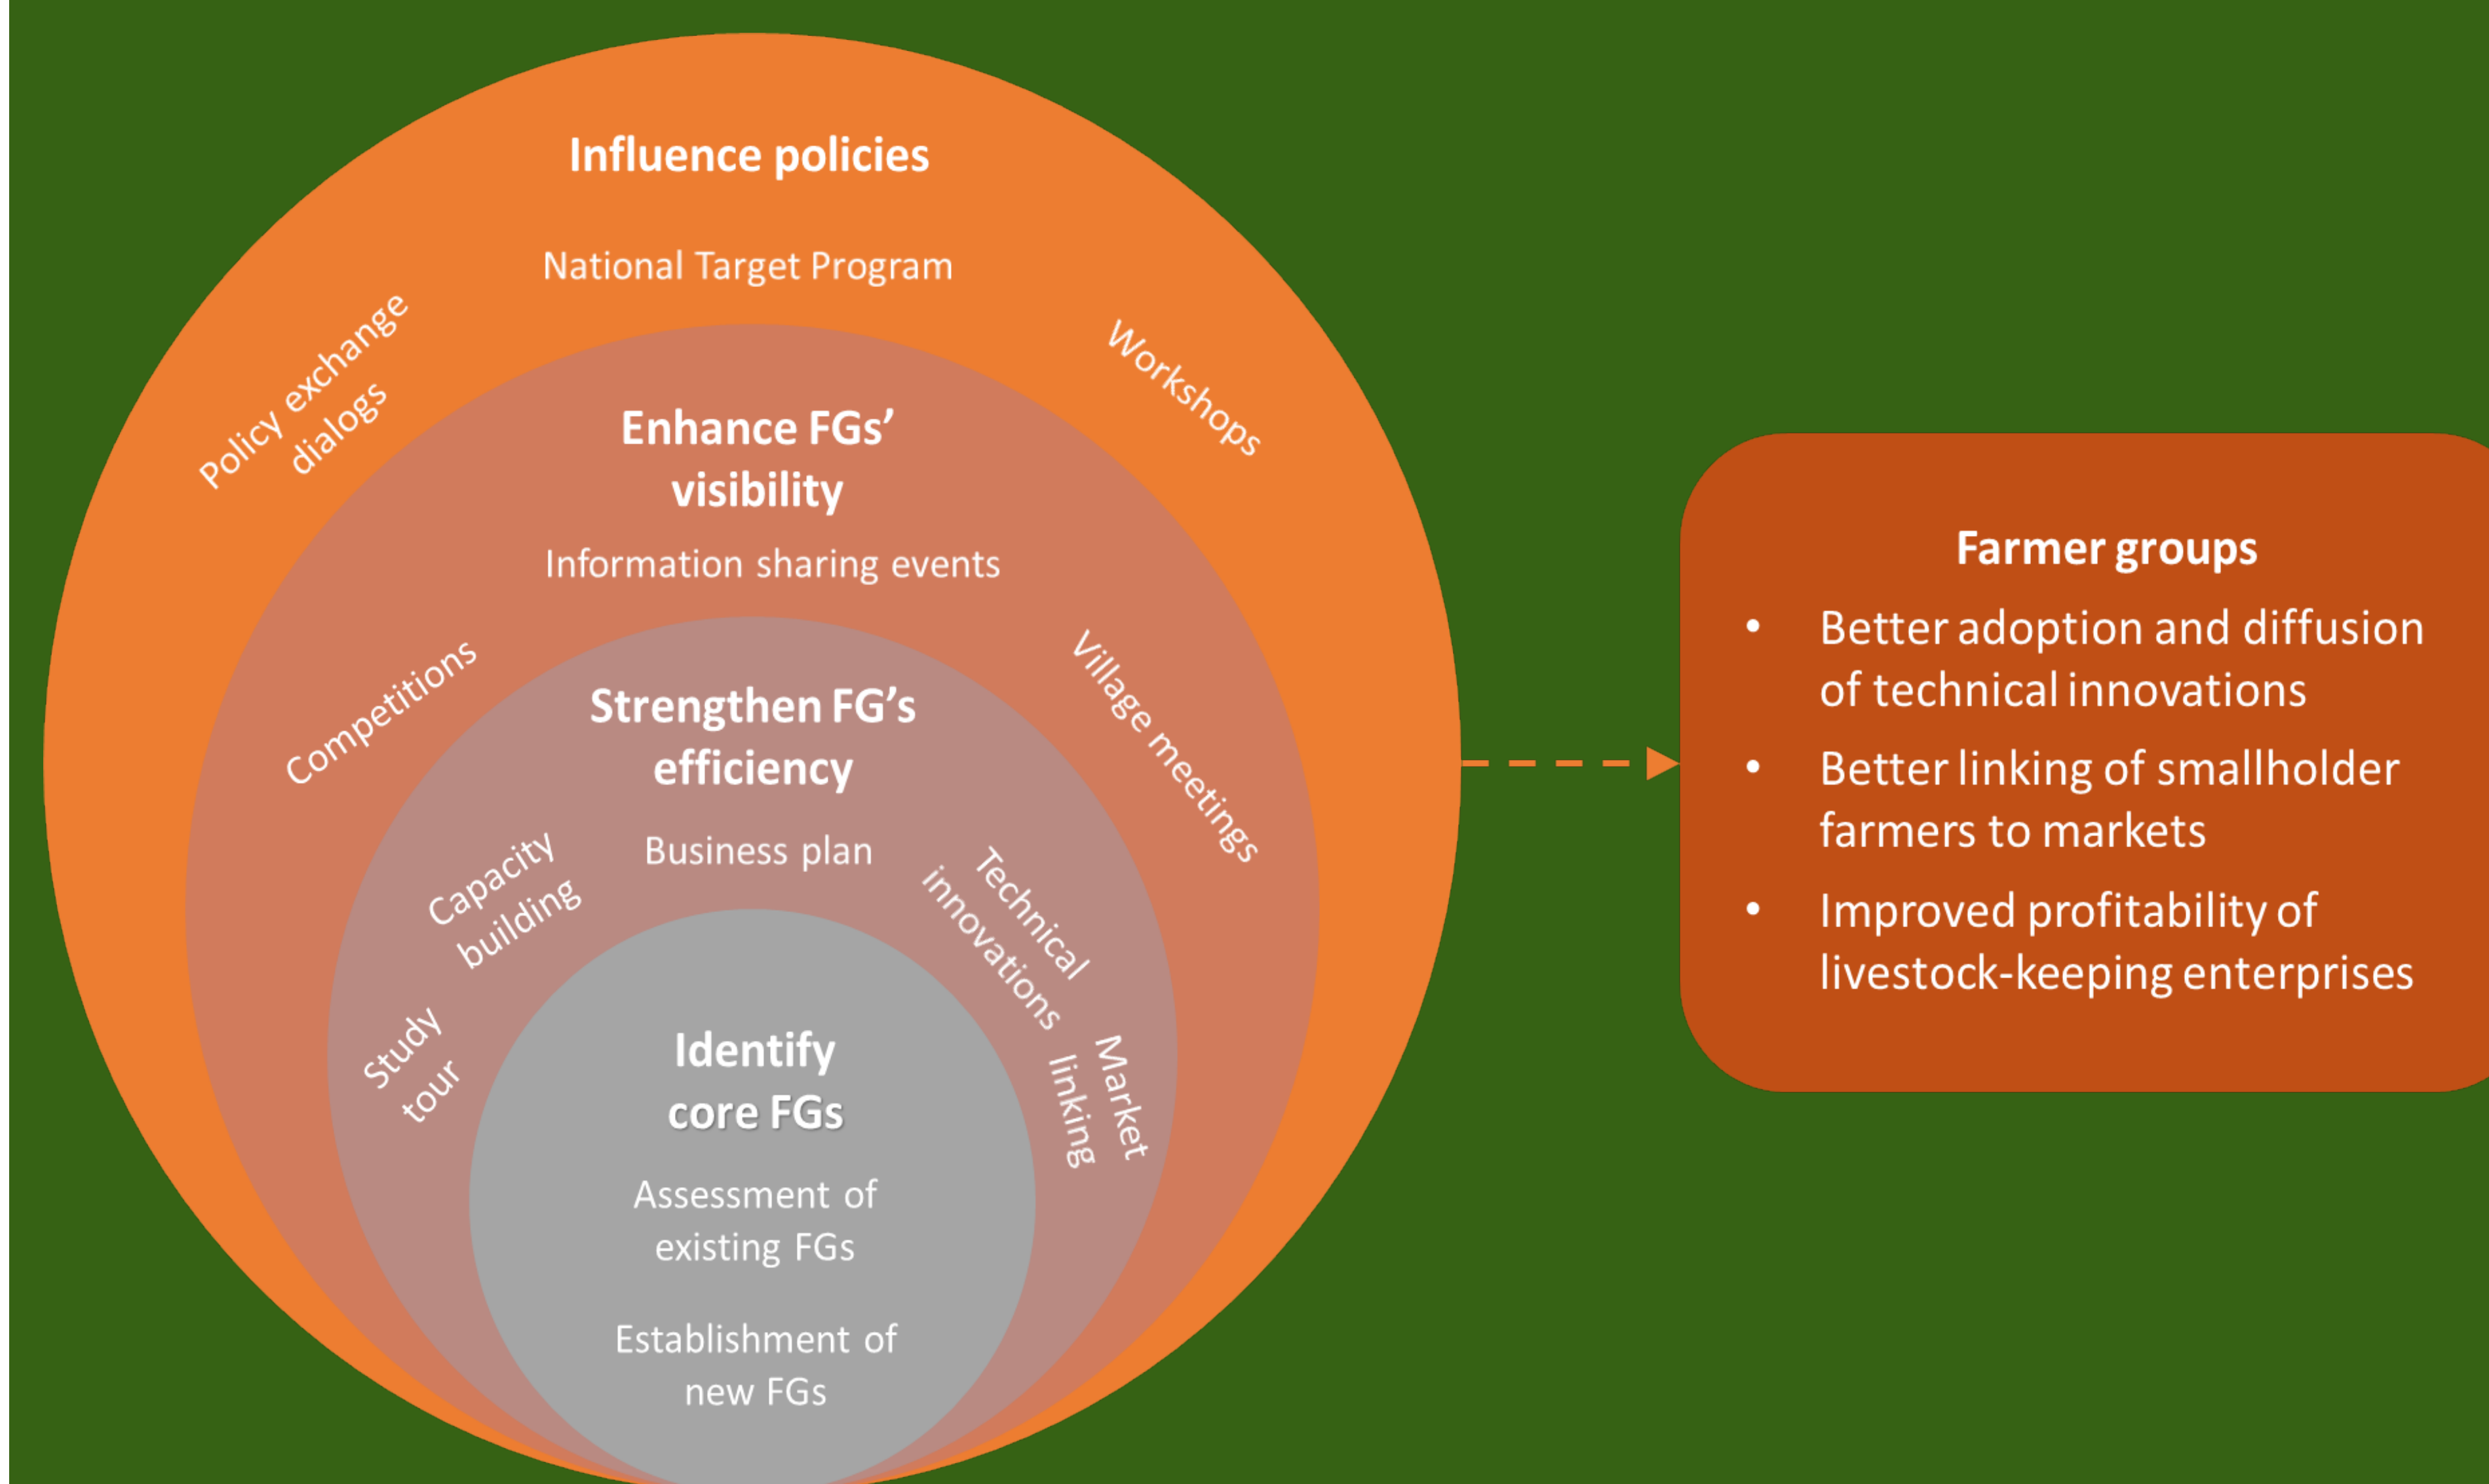 Influence policies
National Target Program
Policy exchange
dialogs
Workshops
Enhance FGs’
visibility
Information sharing events
Competitions
Village meetings
Strengthen FG’s
efficiency
Business plan
Capacity
building
Technical
innovations
Study
tour
Market
linking
Identify
core FGs
Assessment of
existing FGs
Establishment of
new FGs
Farmer groups
• Better adoption and diffusion
of technical innovations
• Better linking of smallholder
farmers to markets
• Improved profitability of
livestock-keeping enterprises